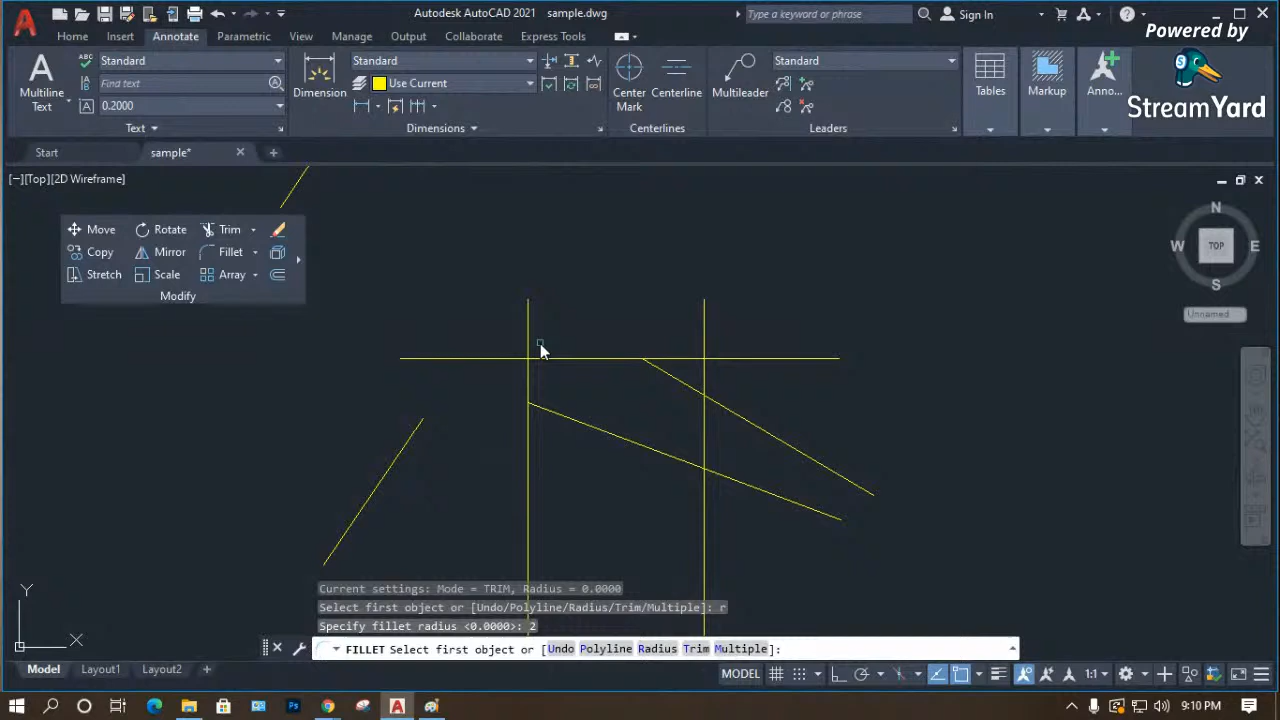 Autodesk AutoCAD 2021 sample.dwg
Type a keyword or phrase
Sign In
Powered by
StreamYard
Home Insert Annotate Parametric View Manage Output Collaborate Express Tools
Multiline
Text
Standard
Find text
0.2000
Text
Dimension
Standard
Use Current
Dimensions
Center
Mark
Centerline
Centerlines
Multileader
Standard
Leaders
Tables
Markup
Anno...
Start
sample*
[−][Top][2D Wireframe]
Move Rotate Trim
Copy Mirror Fillet
Stretch Scale Array
Modify
N
W TOP E
S
Unnamed
Y
X
Current settings: Mode = TRIM, Radius = 0.0000
Select first object or [Undo/Polyline/Radius/Trim/Multiple]: r
Specify fillet radius <0.0000>: 2
FILLET Select first object or [Undo Polyline Radius Trim Multiple]:
Model Layout1 Layout2 +
MODEL
1:1
9:10 PM